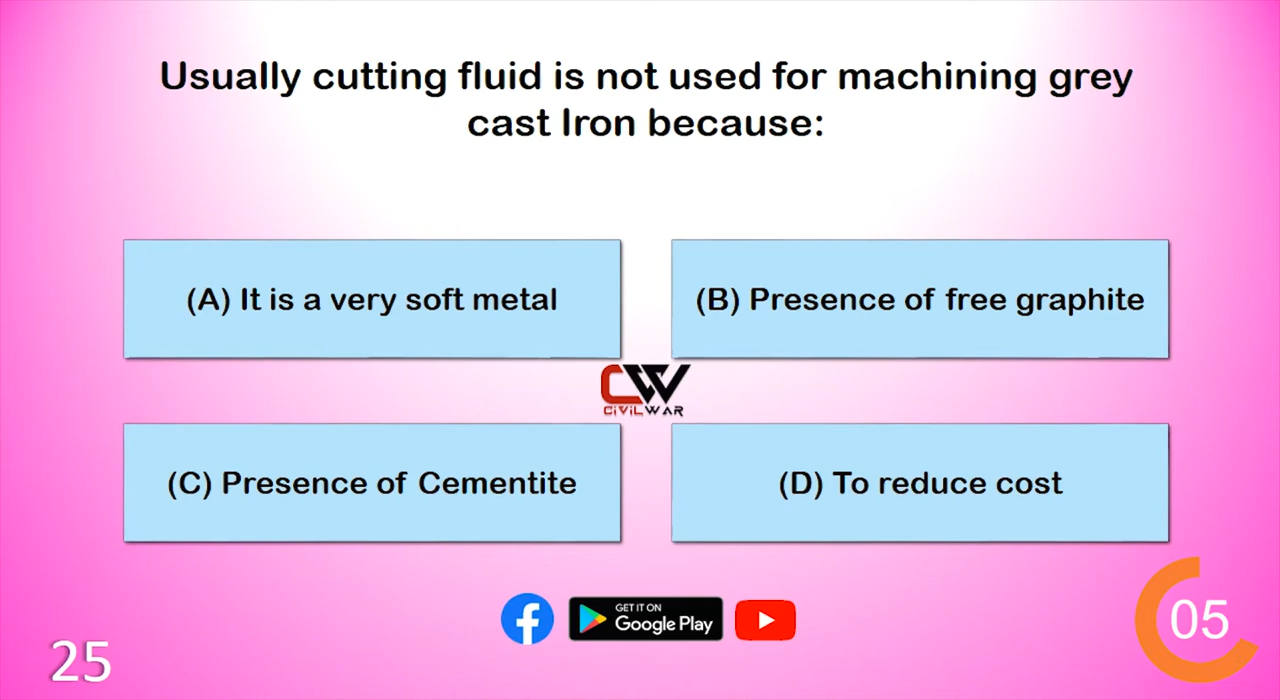 Usually cutting fluid is not used for machining grey
cast Iron because:
(A) It is a very soft metal
(B) Presence of free graphite
CW
CiViLWAR
(C) Presence of Cementite
(D) To reduce cost
f
GET IT ON
Google Play
05
25